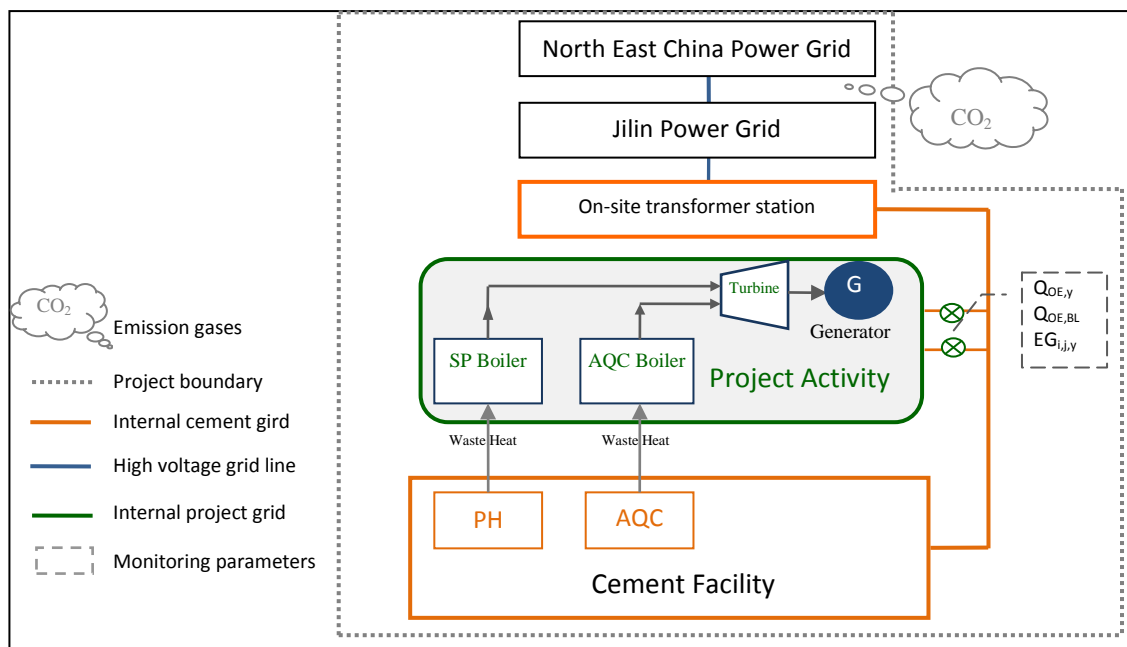 North East China Power Grid
CO2
Jilin Power Grid
On-site transformer station
Turbine
G
Generator
SP Boiler
AQC Boiler
Project Activity
QOE,y
QOE,BL
EGi,j,y
Waste Heat
Waste Heat
PH
AQC
Cement Facility
CO2
Emission gases
Project boundary
Internal cement gird
High voltage grid line
Internal project grid
Monitoring parameters